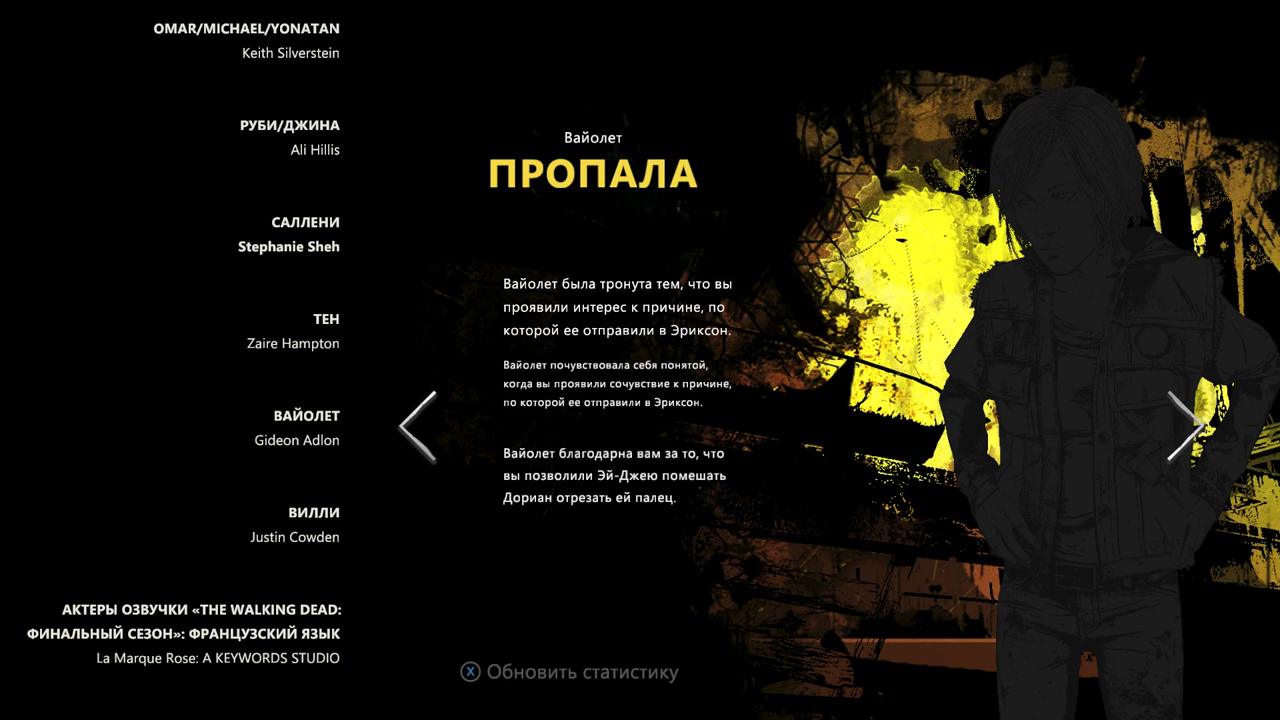 OMAR/MICHAEL/YONATAN
Keith Silverstein
РУБИ/ДЖИНА
Ali Hillis
САЛЛЕНИ
Stephanie Sheh
ТЕН
Zaire Hampton
ВАЙОЛЕТ
Gideon Adlon
ВИЛЛИ
Justin Cowden
АКТЕРЫ ОЗВУЧКИ «THE WALKING DEAD:
ФИНАЛЬНЫЙ СЕЗОН»: ФРАНЦУЗСКИЙ ЯЗЫК
La Marque Rose: A KEYWORDS STUDIO
Вайолет
ПРОПАЛА
Вайолет была тронута тем, что вы
проявили интерес к причине, по
которой ее отправили в Эриксон.
Вайолет почувствовала себя понятой,
когда вы проявили сочувствие к причине,
по которой ее отправили в Эриксон.
Вайолет благодарна вам за то, что
вы позволили Эй-Джею помешать
Дориан отрезать ей палец.
X Обновить статистику